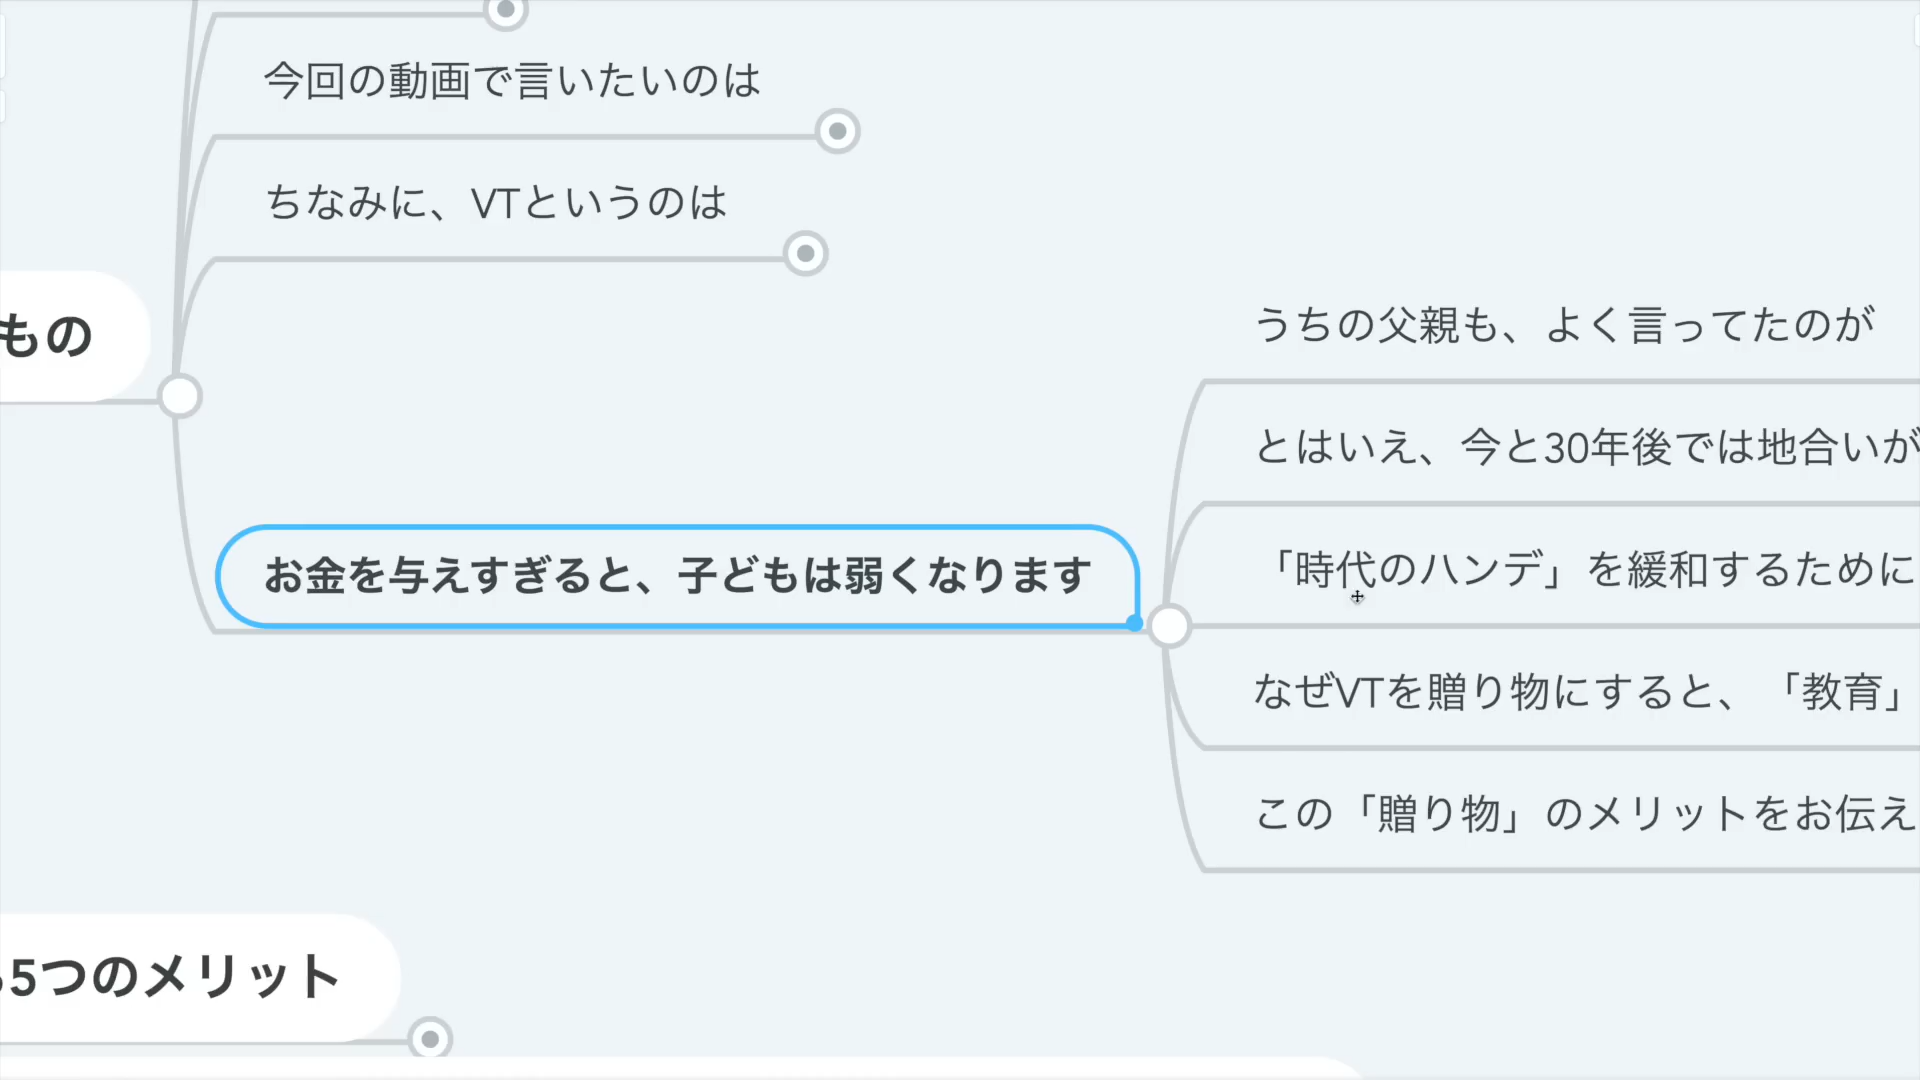 今回の動画で言いたいのは
ちなみに、VTというのは
もの
お金を与えすぎると、子どもは弱くなります
うちの父親も、よく言ってたのが
とはいえ、今と30年後では地合いが
「時代のハンデ」を緩和するために
なぜVTを贈り物にすると、「教育」
この「贈り物」のメリットをお伝え
5つのメリット